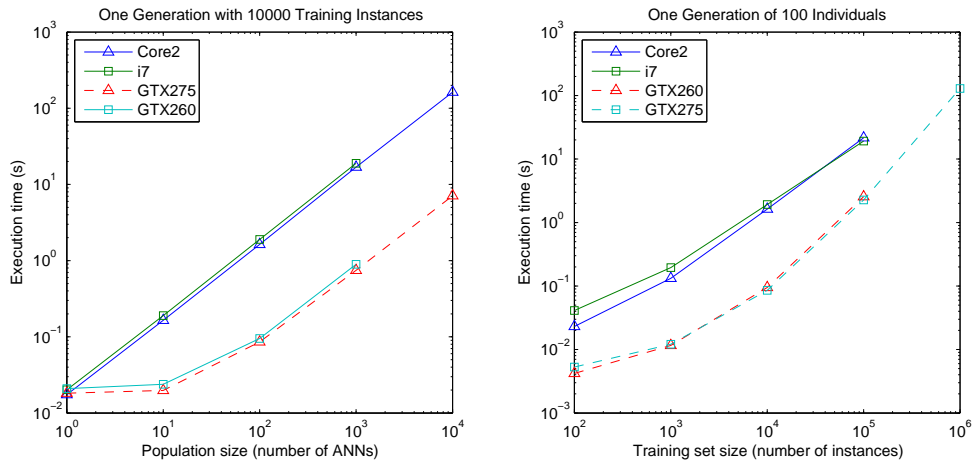 One Generation with 10000 Training Instances
10^3
10^2
10^1
10^0
10^-1
10^-2
Execution time (s)
Core2
i7
GTX275
GTX260
10^0
10^1
10^2
10^3
10^4
Population size (number of ANNs)
One Generation of 100 Individuals
10^3
10^2
10^1
10^0
10^-1
10^-2
10^-3
Execution time (s)
Core2
i7
GTX260
GTX275
10^2
10^3
10^4
10^5
10^6
Training set size (number of instances)